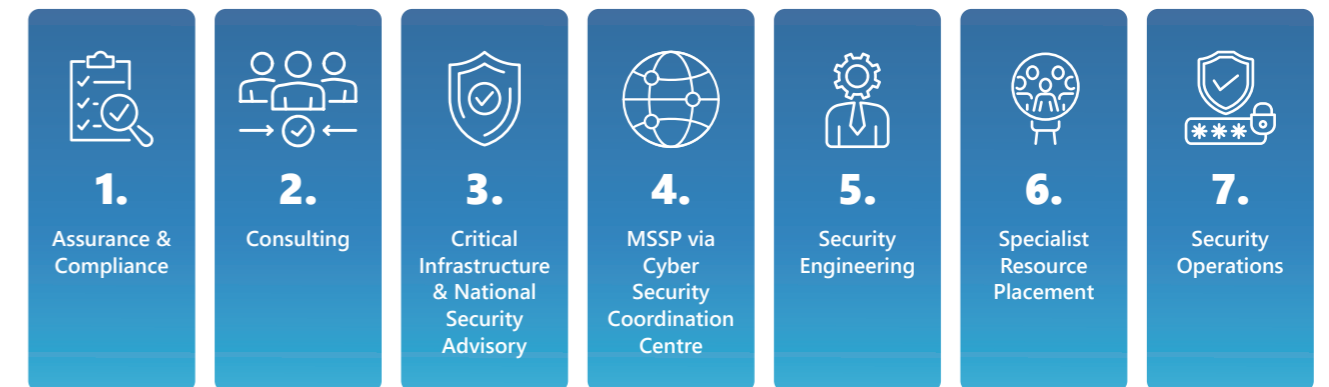 1.
Assurance &
Compliance
2.
Consulting
3.
Critical
Infrastructure
& National
Security
Advisory
4.
MSSP via
Cyber
Security
Coordination
Centre
5.
Security
Engineering
6.
Specialist
Resource
Placement
7.
Security
Operations